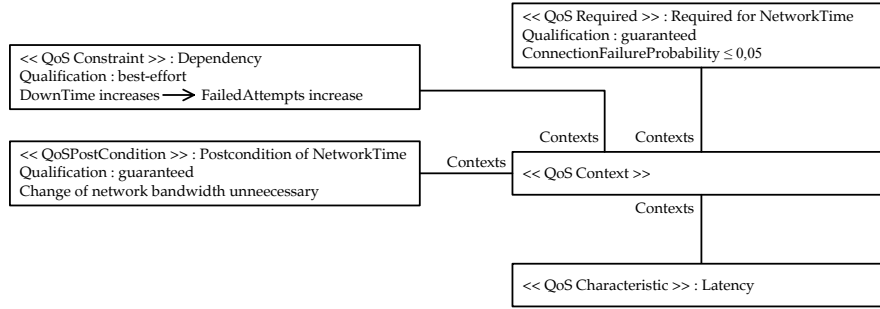 << QoS Required >> : Required for NetworkTime
Qualification : guaranteed
ConnectionFailureProbability ≤ 0,05
<< QoS Constraint >> : Dependency
Qualification : best-effort
DownTime increases → FailedAttempts increase
Contexts
Contexts
<< QoSPostCondition >> : Postcondition of NetworkTime
Qualification : guaranteed
Change of network bandwidth unneecessary
Contexts
<< QoS Context >>
Contexts
<< QoS Characteristic >> : Latency